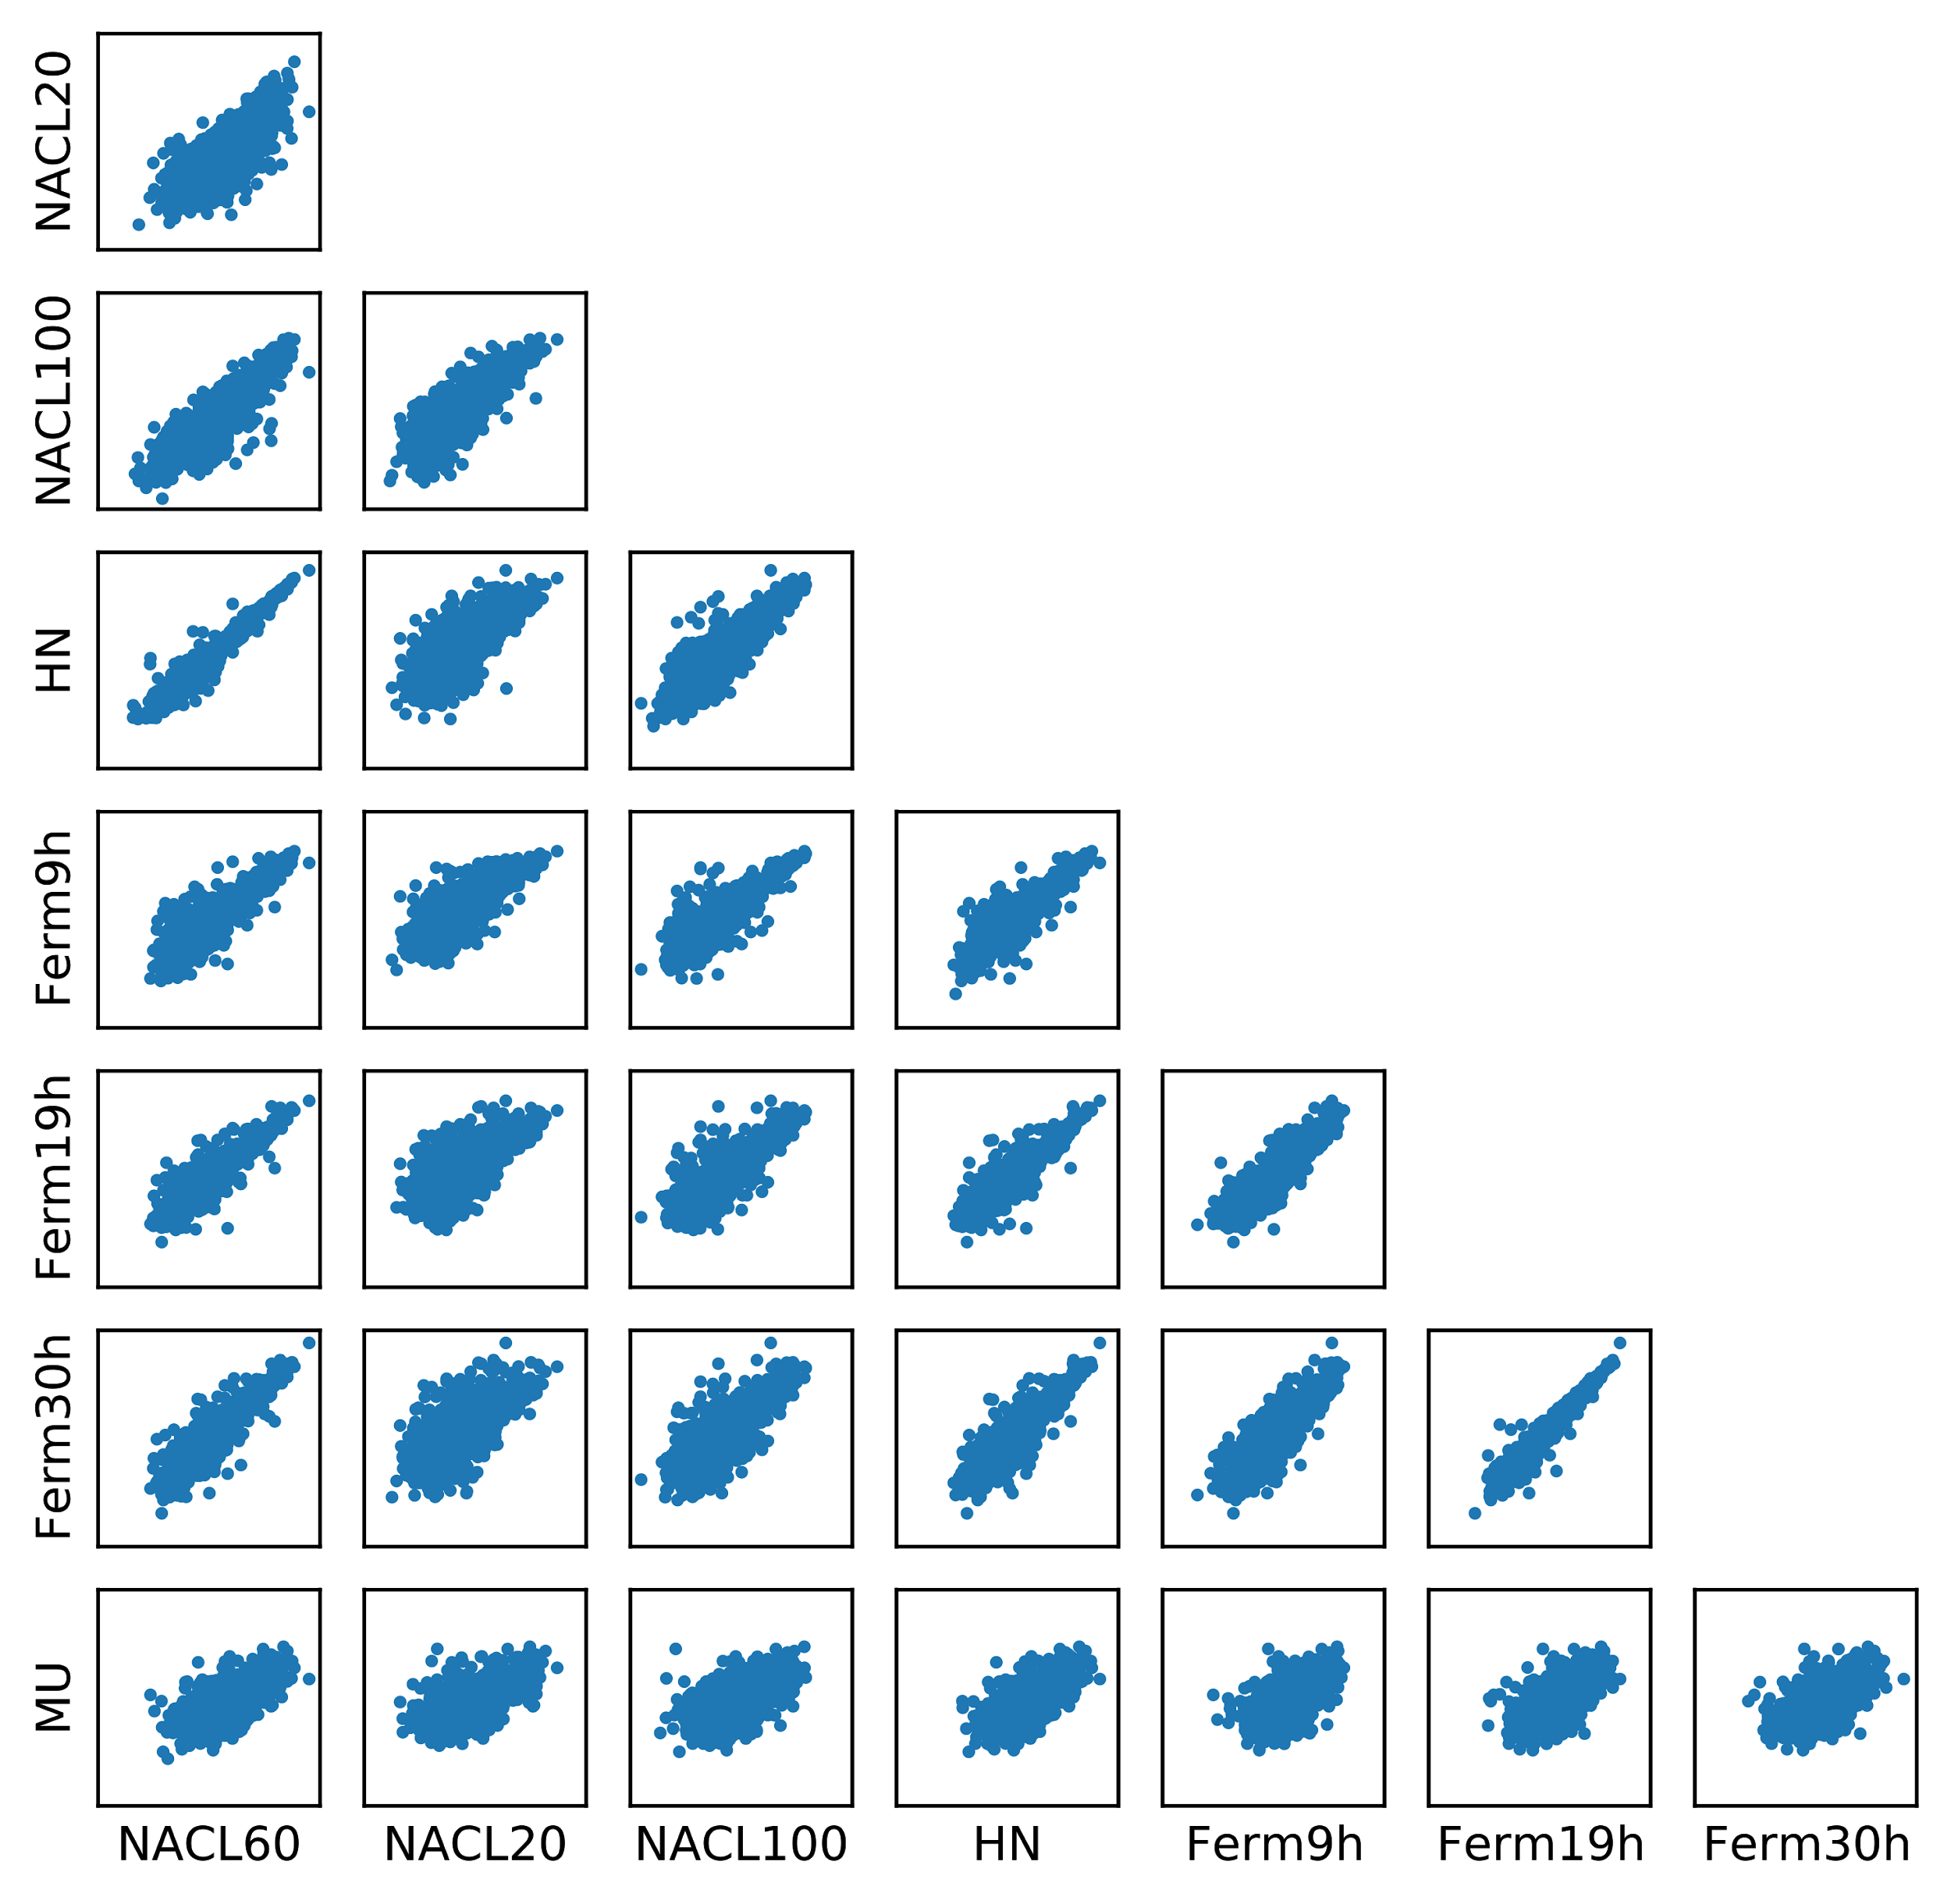 NACL20
NACL100
HN
Ferm9h
Ferm19h
Ferm30h
MU
NACL60
NACL20
NACL100
HN
Ferm9h
Ferm19h
Ferm30h